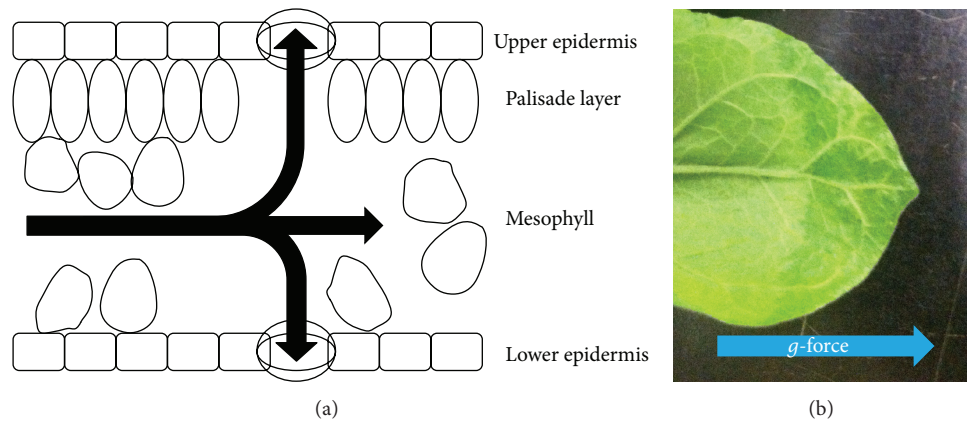 Upper epidermis
Palisade layer
Mesophyll
Lower epidermis
g-force
(a)
(b)